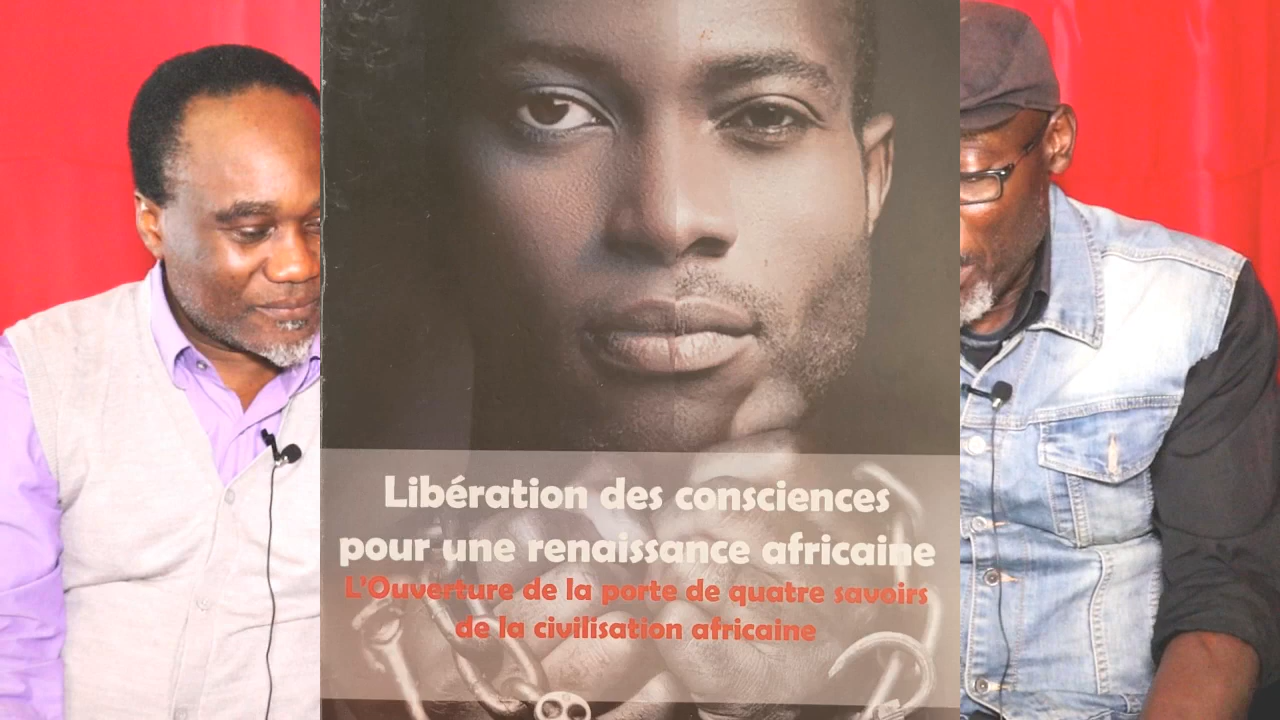 Libération des consciences
pour une renaissance africaine
L'Ouverture de la porte de quatre savoirs
de la civilisation africaine